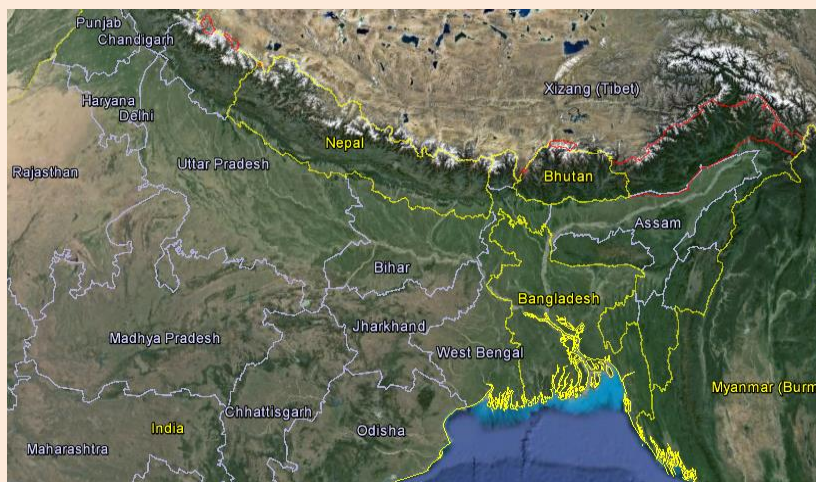 Punjab
Chandigarh
Xizang (Tibet)
Haryana
Delhi
Nepal
Uttar Pradesh
Rajasthan
Bhutan
Assam
Bihar
Bangladesh
Jharkhand
Madhya Pradesh
West Bengal
Myanmar (Burm
Chhattisgarh
India
Odisha
Maharashtra